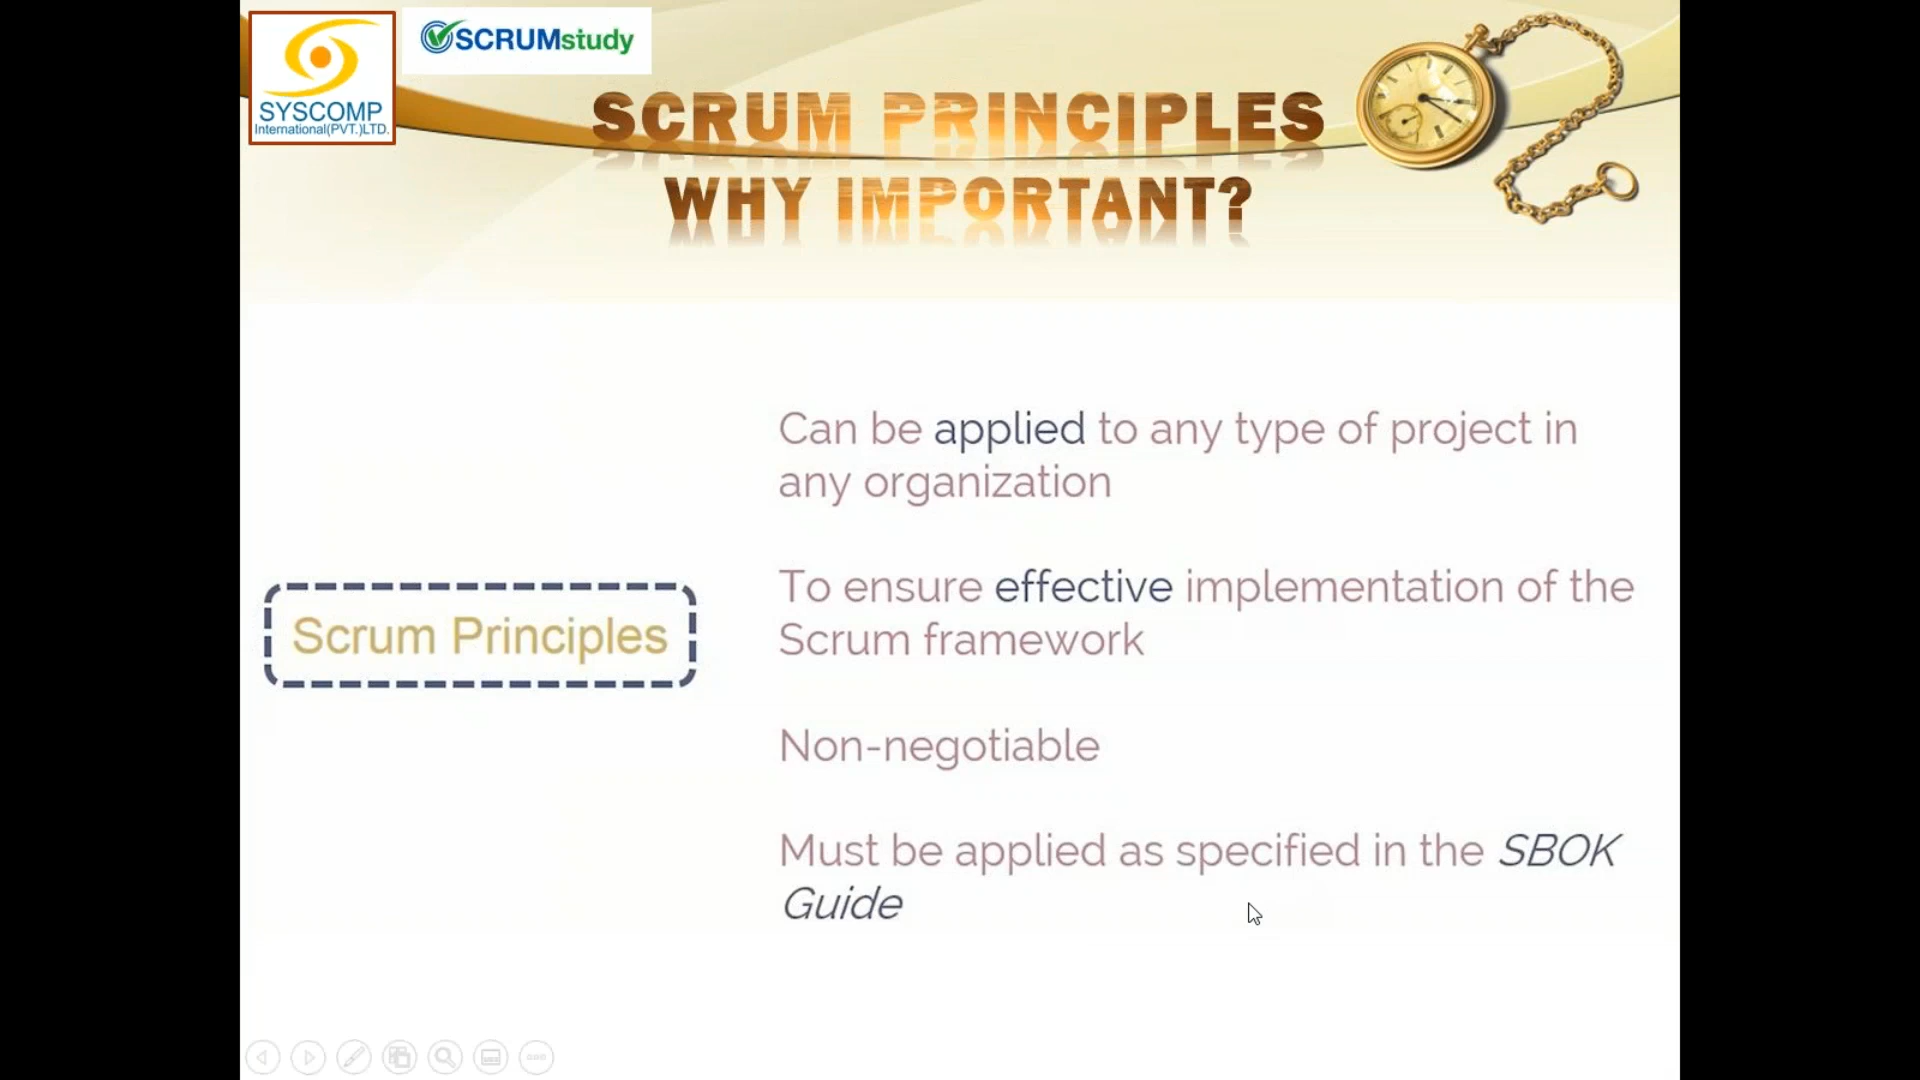 SYSCOMP
International(PVT.)LTD.
SCRUMstudy
SCRUM PRINCIPLES
WHY IMPORTANT?
Can be applied to any type of project in
any organization
To ensure effective implementation of the
Scrum framework
Scrum Principles
Non-negotiable
Must be applied as specified in the SBOK
Guide